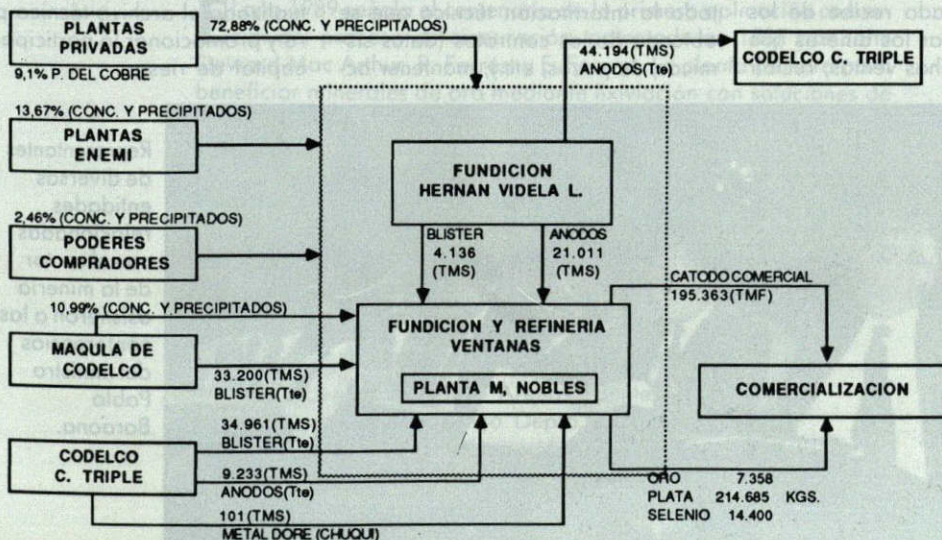 PLANTAS
PRIVADAS
72,88% (CONC. Y PRECIPITADOS)
9,1% P. DEL COBRE
44.194(TMS)
ANODOS(Tte)
CODELCO C. TRIPLE
13,67% (CONC. Y PRECIPITADOS)
PLANTAS
ENEMI
FUNDICION
HERNAN VIDELA L.
2,46% (CONC. Y PRECIPITADOS)
PODERES
COMPRADORES
BLISTER
4.136
(TMS)
ANODOS
21.011
(TMS)
CATODO COMERCIAL
195.363(TMF)
10,99% (CONC. Y PRECIPITADOS)
MAQULA DE
CODELCO
33.200(TMS)
BLISTER(Tte)
FUNDICION Y REFINERIA
VENTANAS
PLANTA M, NOBLES
COMERCIALIZACION
34.961(TMS)
BLISTER(Tte)
CODELCO
C. TRIPLE
9.233(TMS)
ANODOS(Tte)
101(TMS)
METAL DORE (CHUQUI)
ORO 7.358
PLATA 214.685 KGS.
SELENIO 14.400